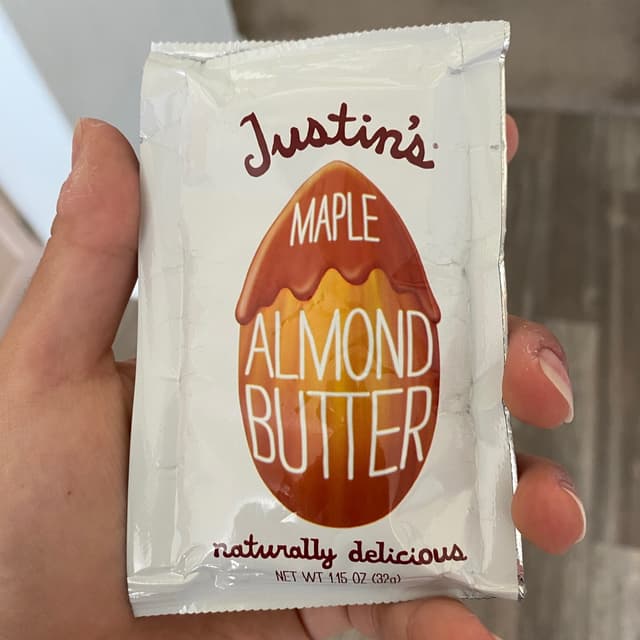 Justin's
MAPLE
ALMOND
BUTTER
naturally delicious
NET WT 1.15 OZ (32g)